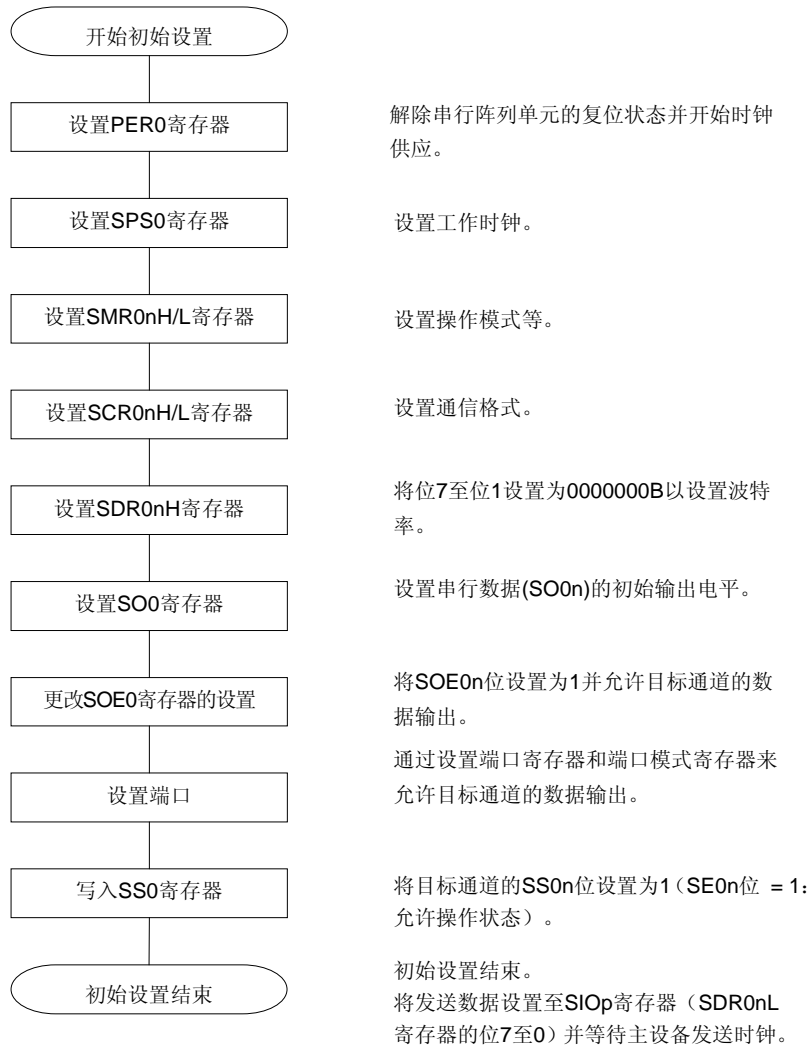 开始初始设置
设置PER0寄存器
解除串行阵列单元的复位状态并开始时钟
供应。
设置SPS0寄存器
设置工作时钟。
设置SMR0nH/L寄存器
设置操作模式等。
设置SCR0nH/L寄存器
设置通信格式。
设置SDR0nH寄存器
将位7至位1设置为0000000B以设置波特
率。
设置SO0寄存器
设置串行数据(SO0n)的初始输出电平。
更改SOE0寄存器的设置
将SOE0n位设置为1并允许目标通道的数
据输出。
设置端口
通过设置端口寄存器和端口模式寄存器来
允许目标通道的数据输出。
写入SS0寄存器
将目标通道的SS0n位设置为1（SE0n位 = 1：
允许操作状态）。
初始设置结束
初始设置结束。
将发送数据设置至SIOp寄存器（SDR0nL
寄存器的位7至0）并等待主设备发送时钟。